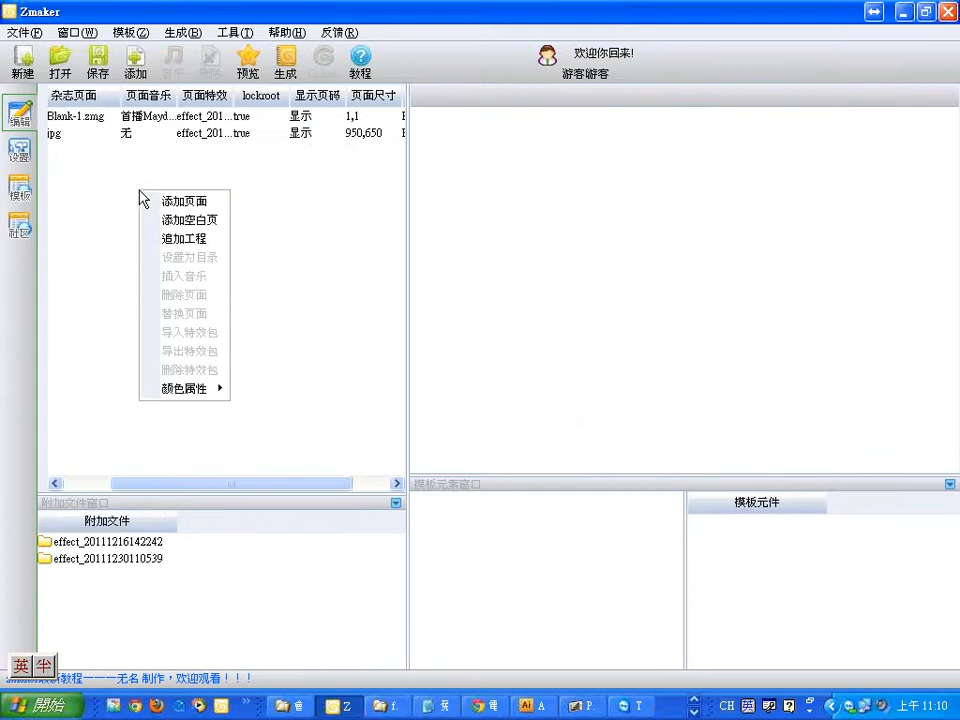 Zmaker
文件(F) 窗口(W) 模板(Z) 生成(B) 工具(T) 帮助(H) 反馈(R)
新建 打开 保存 添加 预览 生成 教程
欢迎你回来!
游客游客
编辑
设置
模板
社区
杂志页面 页面音乐 页面特效 lockroot 显示页码 页面尺寸
Blank-1.zmg 首播Mayd... effect_201... true 显示 1,1
jpg 无 effect_201... true 显示 950,650
添加页面
添加空白页
追加工程
设置为目录
插入音乐
删除页面
替换页面
导入特效包
导出特效包
删除特效包
颜色属性
附加文件窗口
附加文件
effect_20111216142242
effect_20111230110539
模板元素窗口
模板元件
英 半
教程一一一无名 制作，欢迎观看！！！
開始 Z f. Ai A P. T CH 英 上午 11:10